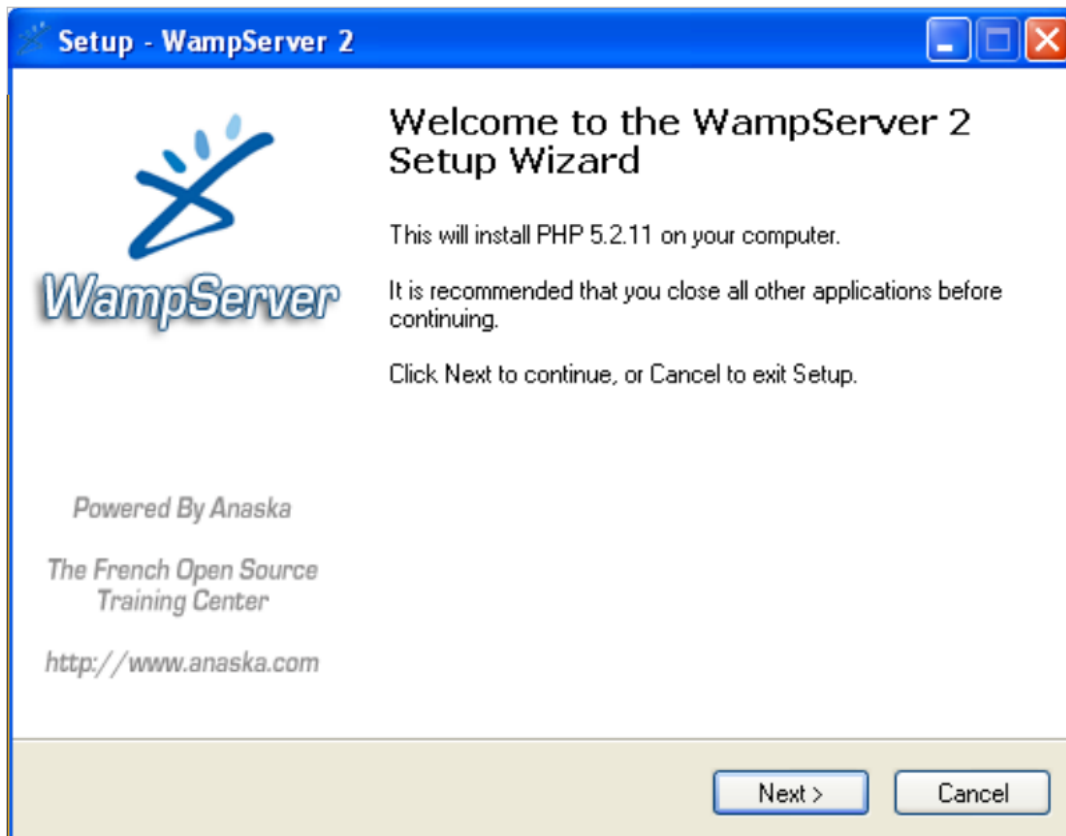 Setup - WampServer 2
Welcome to the WampServer 2
Setup Wizard
This will install PHP 5.2.11 on your computer.
It is recommended that you close all other applications before
continuing.
Click Next to continue, or Cancel to exit Setup.
WampServer
Powered By Anaska
The French Open Source
Training Center
http://www.anaska.com
Next >
Cancel